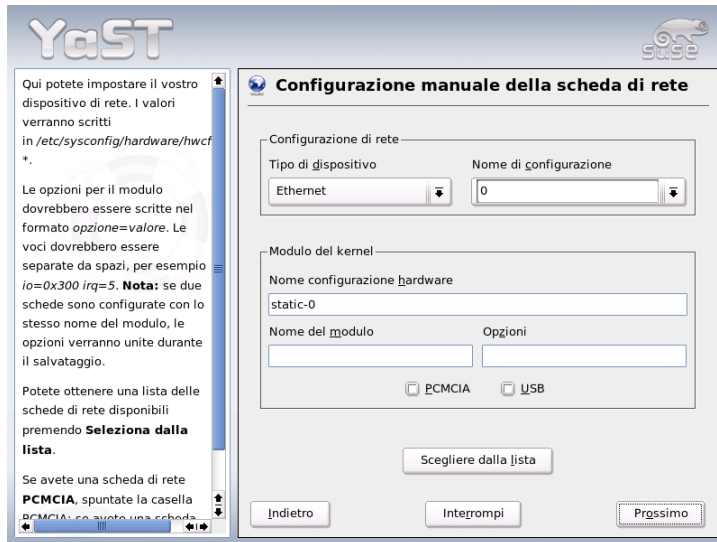 YaST
SuSE
Qui potete impostare il vostro
dispositivo di rete. I valori
verranno scritti
in /etc/sysconfig/hardware/hwcf
*.
Le opzioni per il modulo
dovrebbero essere scritte nel
formato opzione=valore. Le
voci dovrebbero essere
separate da spazi, per esempio
io=0x300 irq=5. Nota: se due
schede sono configurate con lo
stesso nome del modulo, le
opzioni verranno unite durante
il salvataggio.
Potete ottenere una lista delle
schede di rete disponibili
premendo Seleziona dalla
lista.
Se avete una scheda di rete
PCMCIA, spuntate la casella
PCMCIA; se avete una scheda
Configurazione manuale della scheda di rete
Configurazione di rete
Tipo di dispositivo
Nome di configurazione
Ethernet
0
Modulo del kernel
Nome configurazione hardware
static-0
Nome del modulo
Opzioni
PCMCIA
USB
Scegliere dalla lista
Indietro
Interrompi
Prossimo